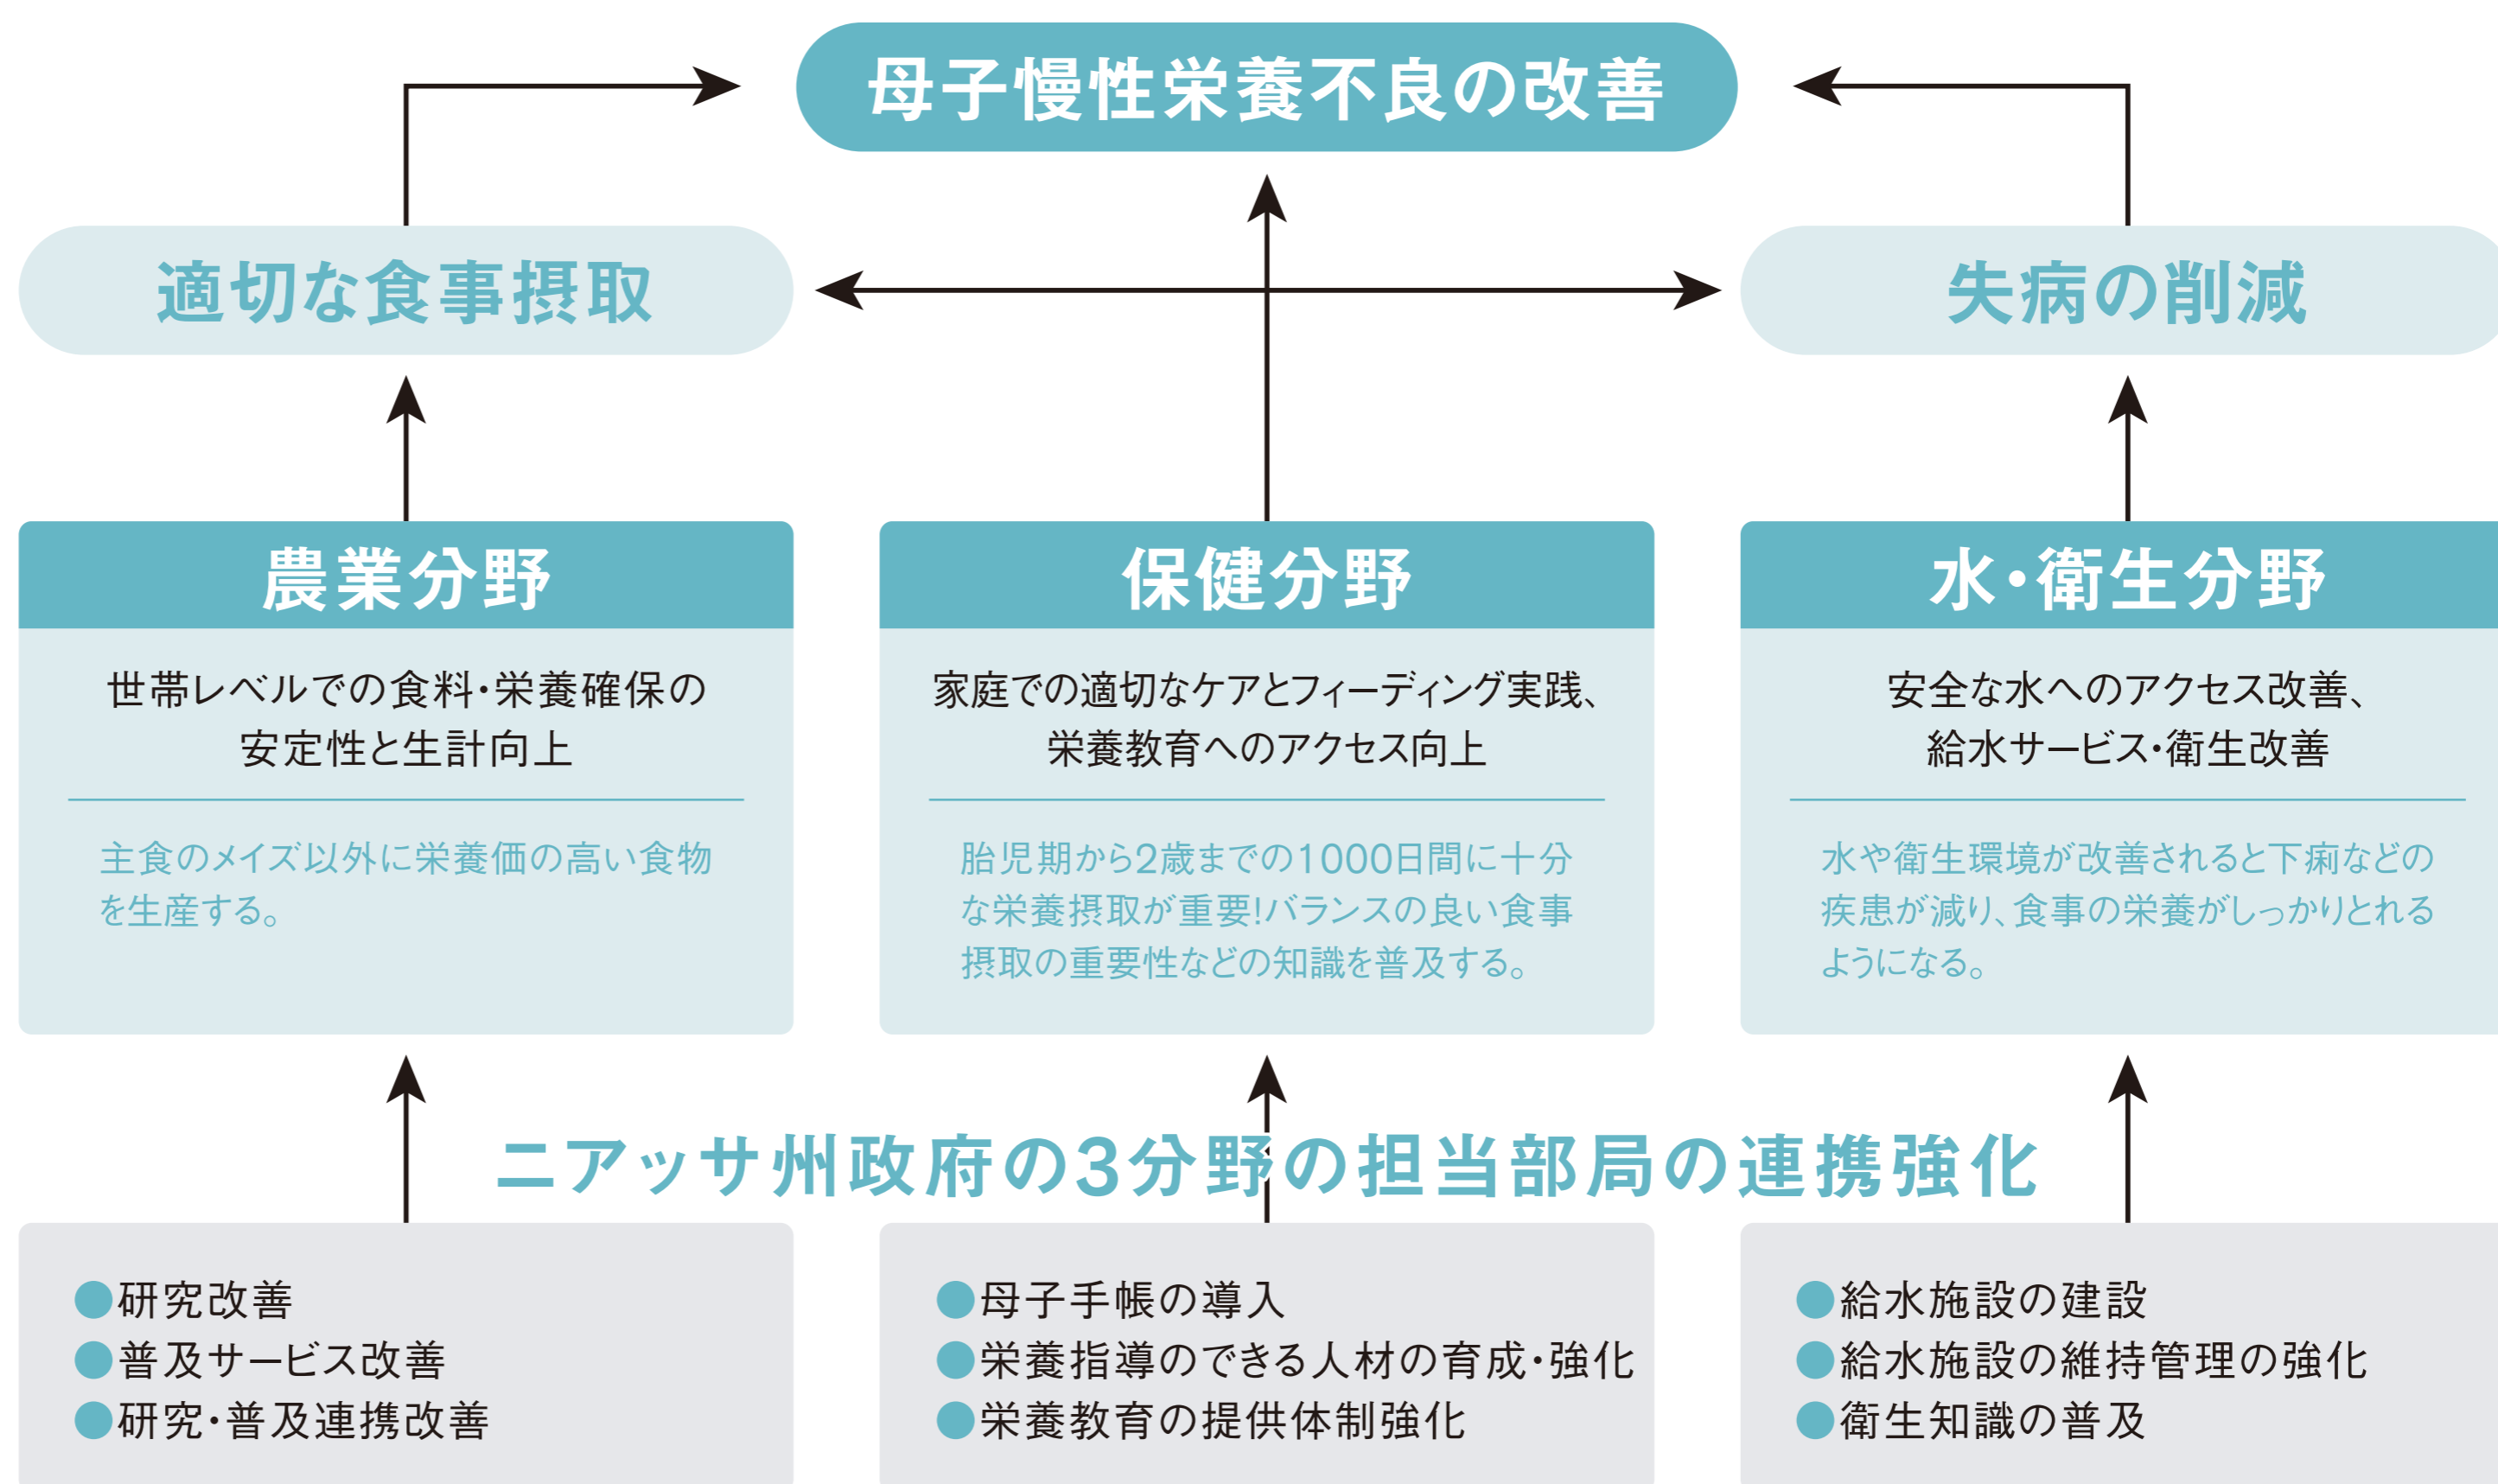 母子慢性栄養不良の改善
適切な食事摂取
失病の削減
農業分野
世帯レベルでの食料・栄養確保の
安定性と生計向上
主食のメイズ以外に栄養価の高い食物
を生産する。
保健分野
家庭での適切なケアとフィーディング実践、
栄養教育へのアクセス向上
胎児期から2歳までの1000日間に十分
な栄養摂取が重要!バランスの良い食事
摂取の重要性などの知識を普及する。
水・衛生分野
安全な水へのアクセス改善、
給水サービス・衛生改善
水や衛生環境が改善されると下痢などの
疾患が減り、食事の栄養がしっかりとれる
ようになる。
ニアッサ州政府の3分野の担当部局の連携強化
●研究改善
●普及サービス改善
●研究・普及連携改善
●母子手帳の導入
●栄養指導のできる人材の育成・強化
●栄養教育の提供体制強化
●給水施設の建設
●給水施設の維持管理の強化
●衛生知識の普及